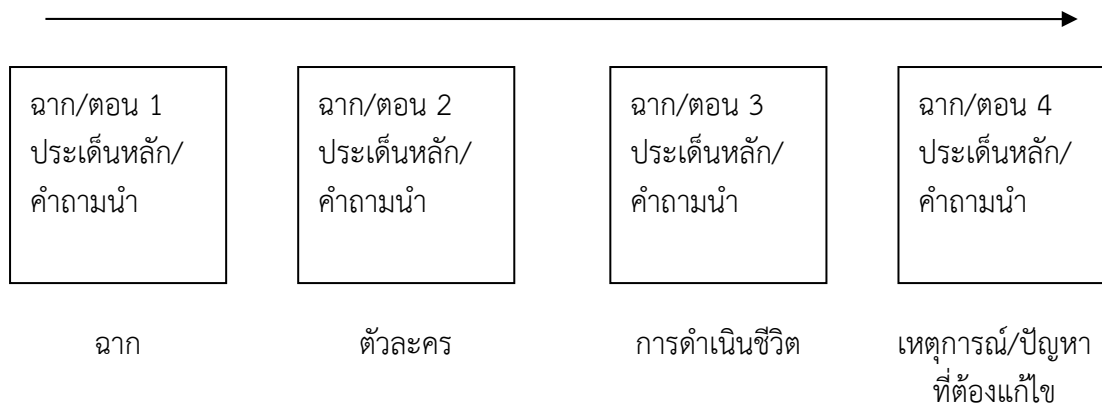 ฉาก/ตอน 1
ประเด็นหลัก/
คำถามนำ
ฉาก/ตอน 2
ประเด็นหลัก/
คำถามนำ
ฉาก/ตอน 3
ประเด็นหลัก/
คำถามนำ
ฉาก/ตอน 4
ประเด็นหลัก/
คำถามนำ
ฉาก
ตัวละคร
การดำเนินชีวิต
เหตุการณ์/ปัญหา
ที่ต้องแก้ไข